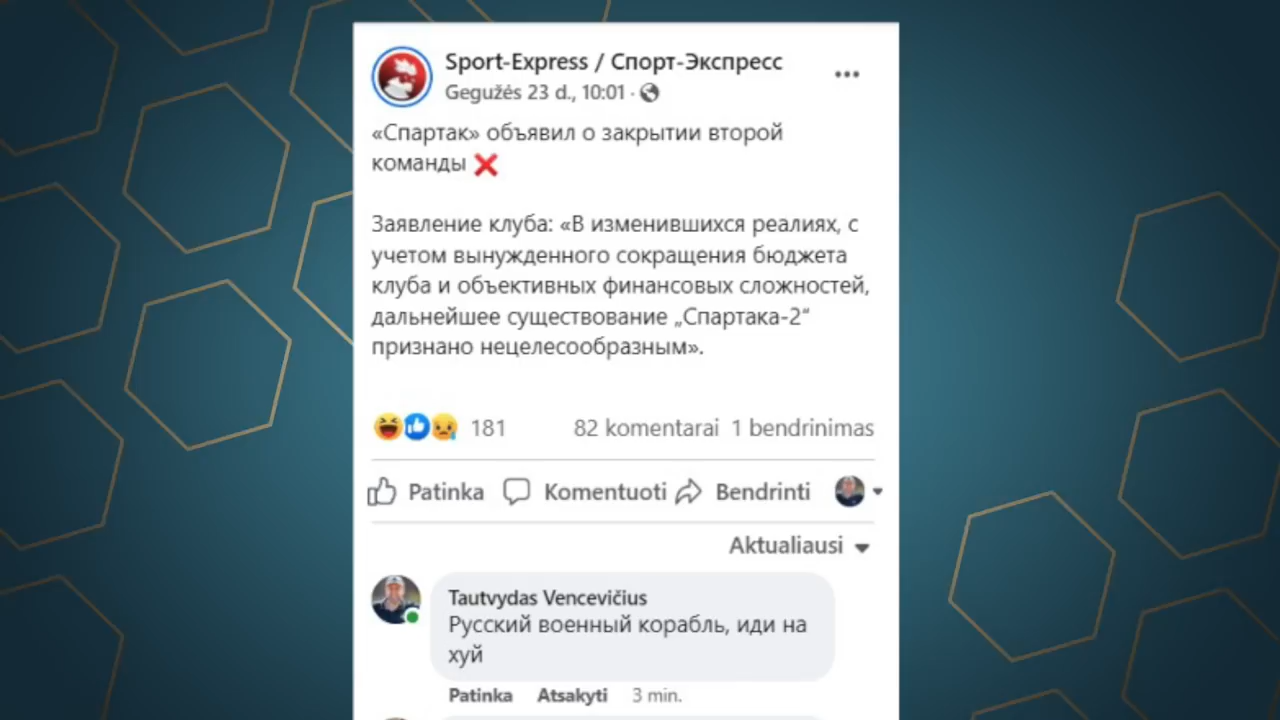 Sport-Express / Спорт-Экспресс
Gegužės 23 d., 10:01 ·
«Спартак» объявил о закрытии второй
команды ❌
Заявление клуба: «В изменившихся реалиях, с
учетом вынужденного сокращения бюджета
клуба и объективных финансовых сложностей,
дальнейшее существование „Спартака-2“
признано нецелесообразным».
181 82 komentarai 1 bendrinimas
Patinka Komentuoti Bendrinti
Aktualiausi
Tautvydas Vencevičius
Русский военный корабль, иди на
хуй
Patinka Atsakyti 3 min.